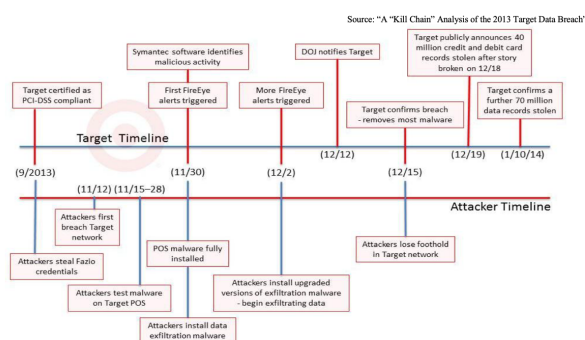 Source: “A “Kill Chain” Analysis of the 2013 Target Data Breach”
Target certified as
PCI-DSS compliant
Symantec software identifies
malicious activity
First FireEye
alerts triggered
More FireEye
alerts triggered
DOJ notifies Target
Target confirms breach
- removes most malware
Target publicly announces 40
million credit and debit card
records stolen after story
broken on 12/18
Target confirms a
further 70 million
data records stolen
Target Timeline
(9/2013)
(11/12)
(11/15–28)
(11/30)
(12/2)
(12/12)
(12/15)
(12/19)
(1/10/14)
Attacker Timeline
Attackers steal Fazio
credentials
Attackers first
breach Target
network
Attackers test malware
on Target POS
POS malware fully
installed
Attackers install data
exfiltration malware
Attackers install upgraded
versions of exfiltration malware
- begin exfiltrating data
Attackers lose foothold
in Target network